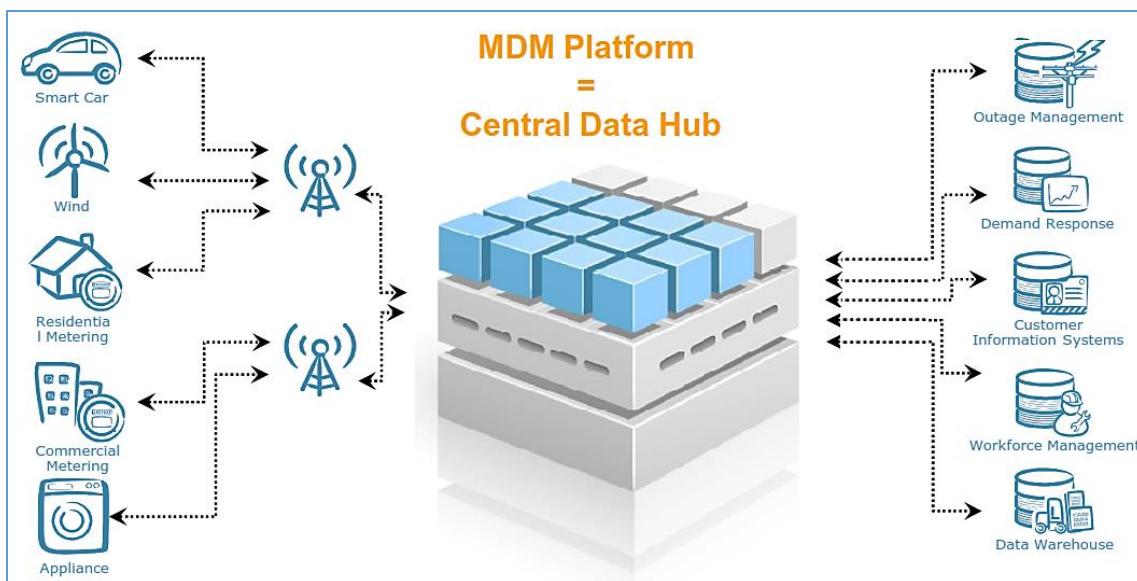 MDM Platform
=
Central Data Hub
Smart Car
Wind
Residentia
l Metering
Commercial
Metering
Appliance
Outage Management
Demand Response
Customer
Information Systems
Workforce Management
Data Warehouse